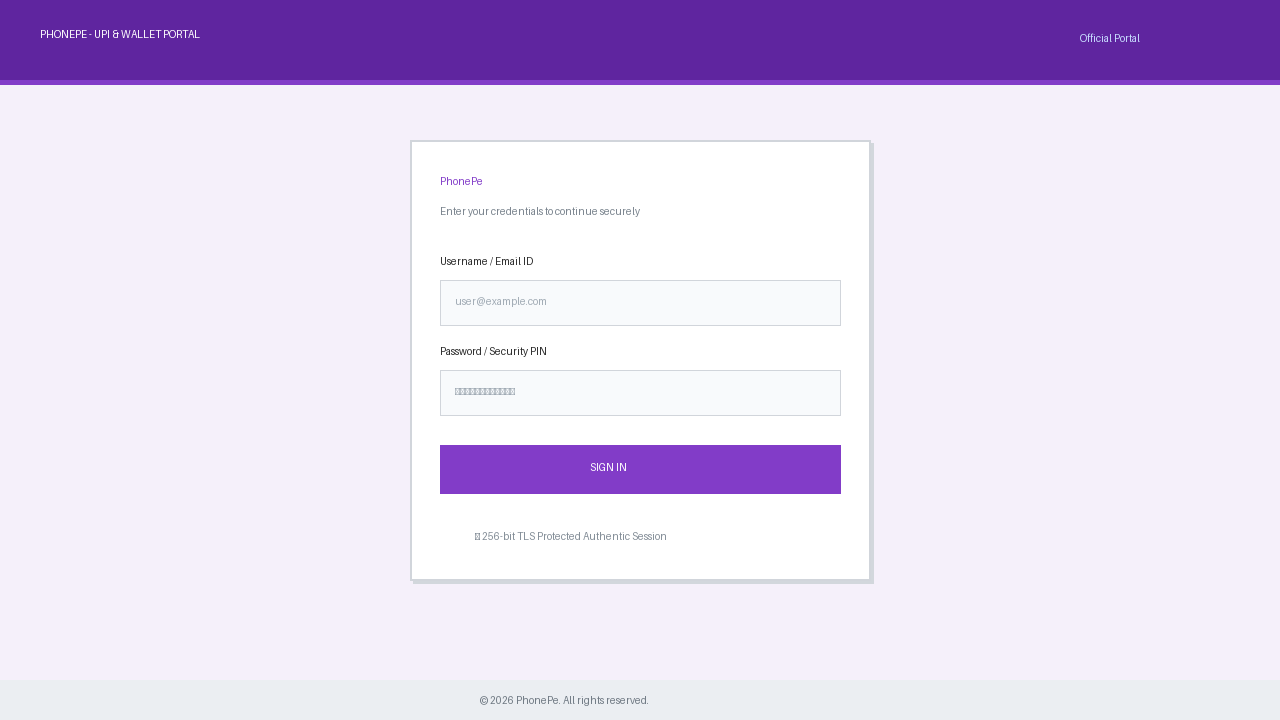 PHONEPE - UPI & WALLET PORTAL
Official Portal
PhonePe
Enter your credentials to continue securely
Username / Email ID
user@example.com
Password / Security PIN
SIGN IN
256-bit TLS Protected Authentic Session
© 2026 PhonePe. All rights reserved.